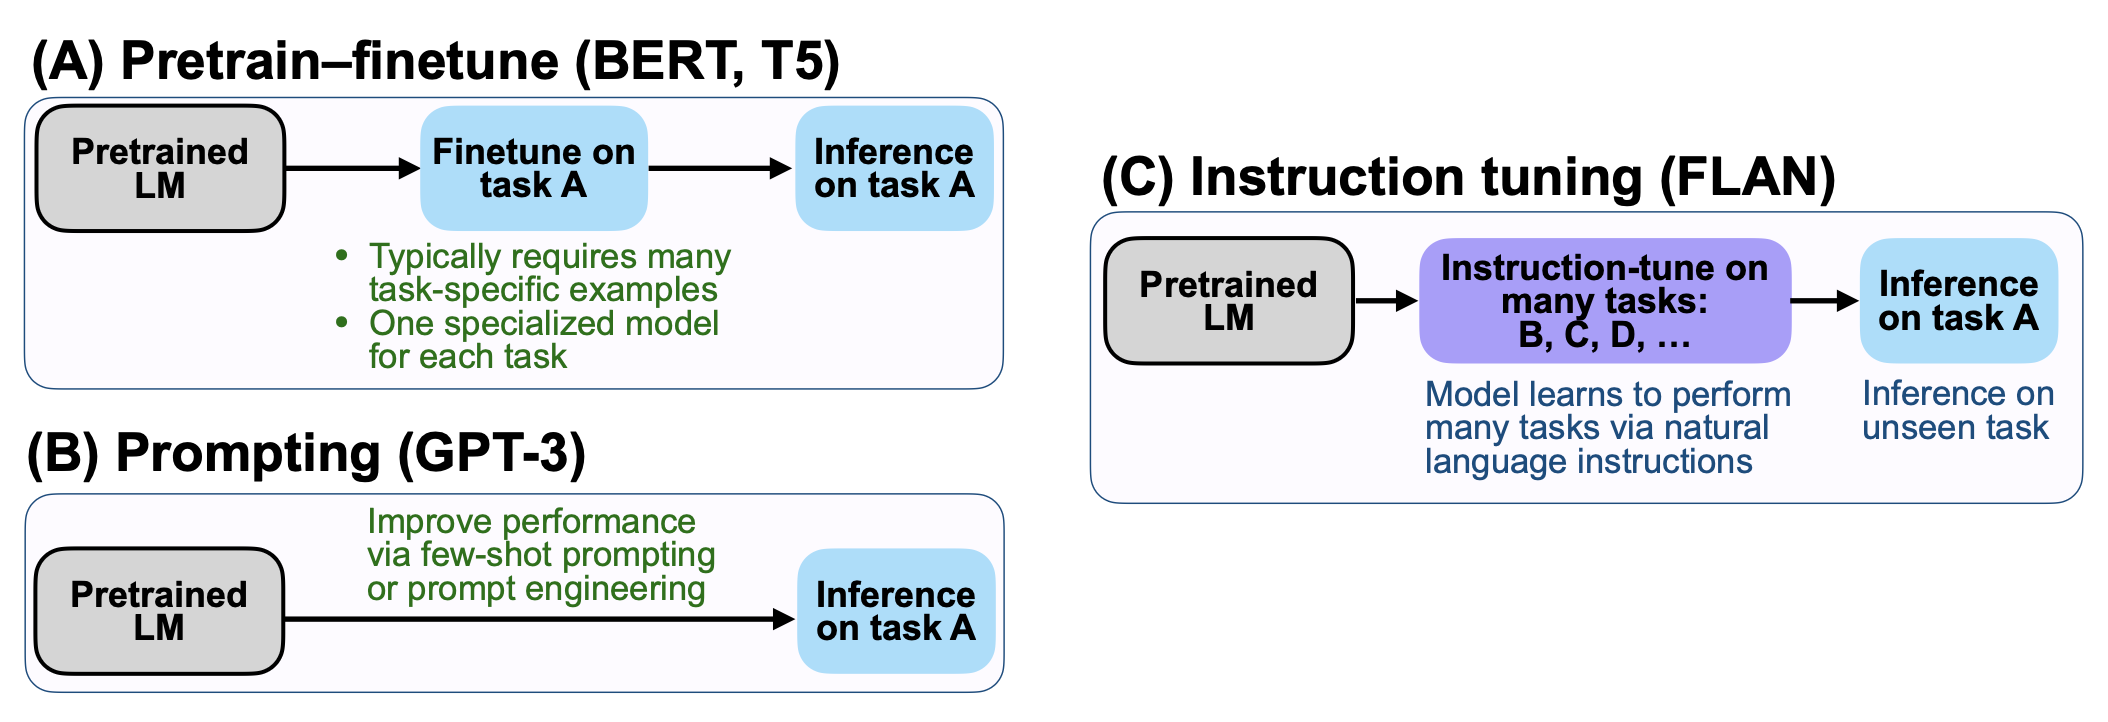 (A) Pretrain–finetune (BERT, T5)
Pretrained
LM
Finetune on
task A
Inference
on task A
• Typically requires many
task-specific examples
• One specialized model
for each task
(B) Prompting (GPT-3)
Improve performance
via few-shot prompting
or prompt engineering
Pretrained
LM
Inference
on task A
(C) Instruction tuning (FLAN)
Pretrained
LM
Instruction-tune on
many tasks:
B, C, D, …
Inference
on task A
Model learns to perform
many tasks via natural
language instructions
Inference on
unseen task